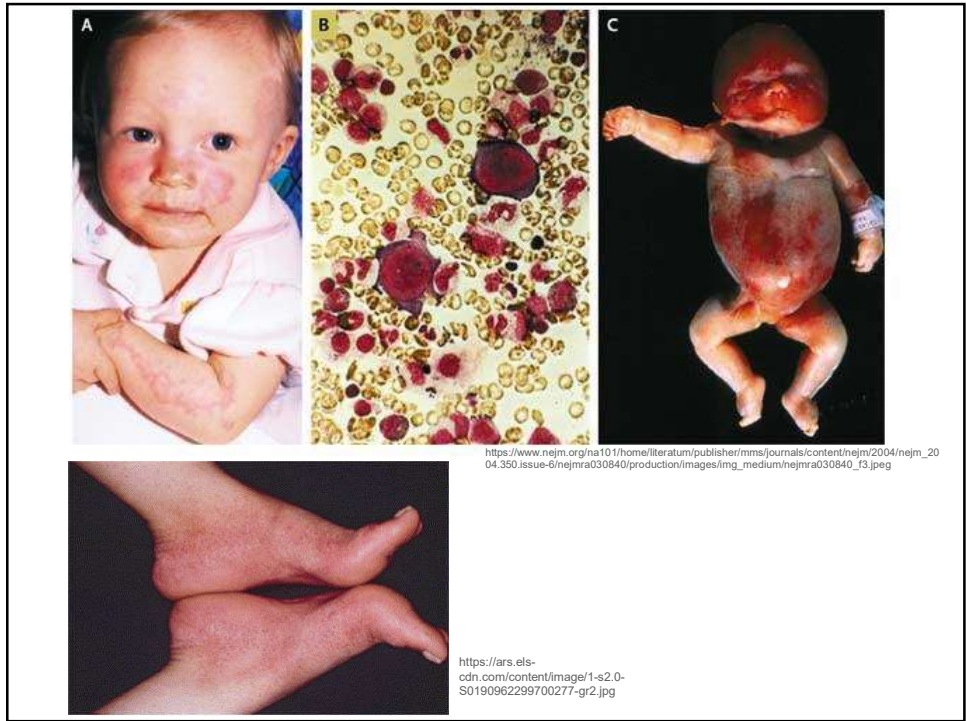 A
B
C
https://www.nejm.org/na101/home/literatum/publisher/mms/journals/content/nejm/2004/nejm_20
04.350.issue-6/nejmra030840/production/images/img_medium/nejmra030840_f3.jpeg
https://ars.els-
cdn.com/content/image/1-s2.0-
S0190962299700277-gr2.jpg